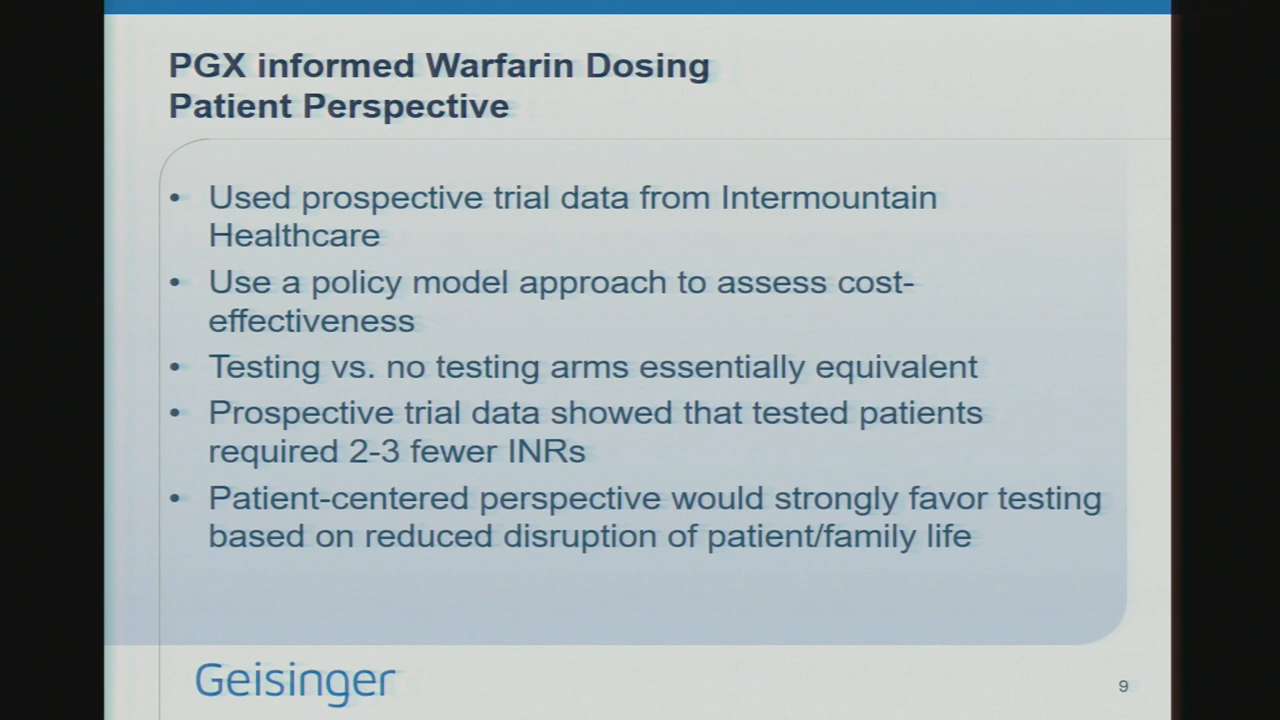 PGX informed Warfarin Dosing
Patient Perspective
• Used prospective trial data from Intermountain
Healthcare
• Use a policy model approach to assess cost-
effectiveness
• Testing vs. no testing arms essentially equivalent
• Prospective trial data showed that tested patients
required 2-3 fewer INRs
• Patient-centered perspective would strongly favor testing
based on reduced disruption of patient/family life
Geisinger
9